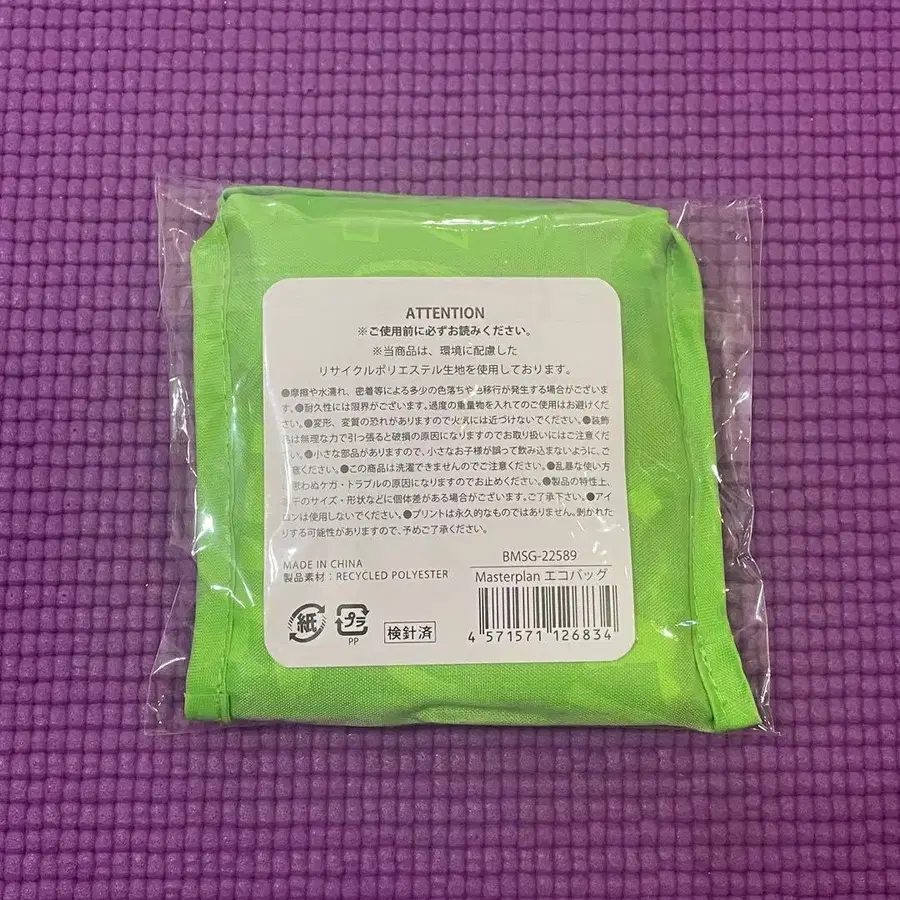 ATTENTION
※ご使用前に必ずお読みください。
※当商品は、環境に配慮した
リサイクルポリエステル生地を使用しております。
●摩擦や水濡れ、密着等による多少の色落ちや色移行が発生する場合がございま
す。●耐久性には限界がございます。過度の重量物を入れてのご使用はお避けくだ
さい。●変形、変質の恐れがありますので火気には近づけないでください。●装飾
品は無理な力で引っ張ると破損の原因になりますのでお取り扱いにはご注意くださ
い。●小さな部品がありますので、小さなお子様が誤って飲み込まないように、ご
注意ください。●この商品は洗濯できませんのでご注意ください。●乱暴な使い方
は思わぬケガ・トラブルの原因になりますのでお止めください。●製品の特性上、
若干のサイズ・形状などに個体差がある場合がございます。ご了承下さい。●アイ
ロンは使用しないでください。●プリントは永久的なものではありません。剥がれた
りする可能性がありますので、予めご了承ください。
MADE IN CHINA
製品素材：RECYCLED POLYESTER
BMSG-22589
Masterplan エコバッグ
紙
プラ
PP
検針済
4 571571 126834